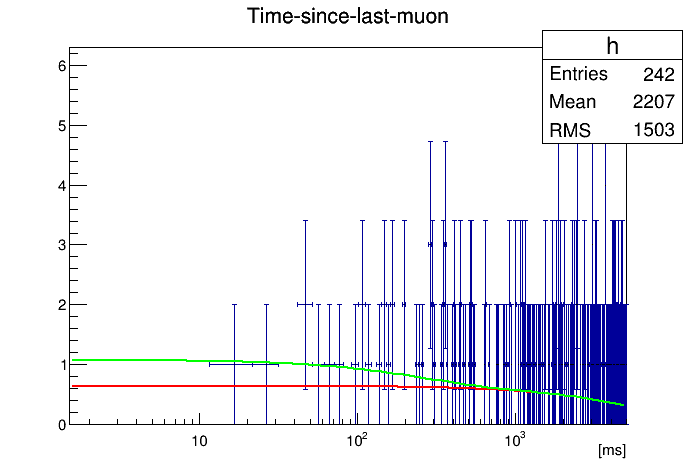 Time-since-last-muon
h
Entries 242
Mean 2207
RMS 1503
6
5
4
3
2
1
0
10 10² 10³
[ms]